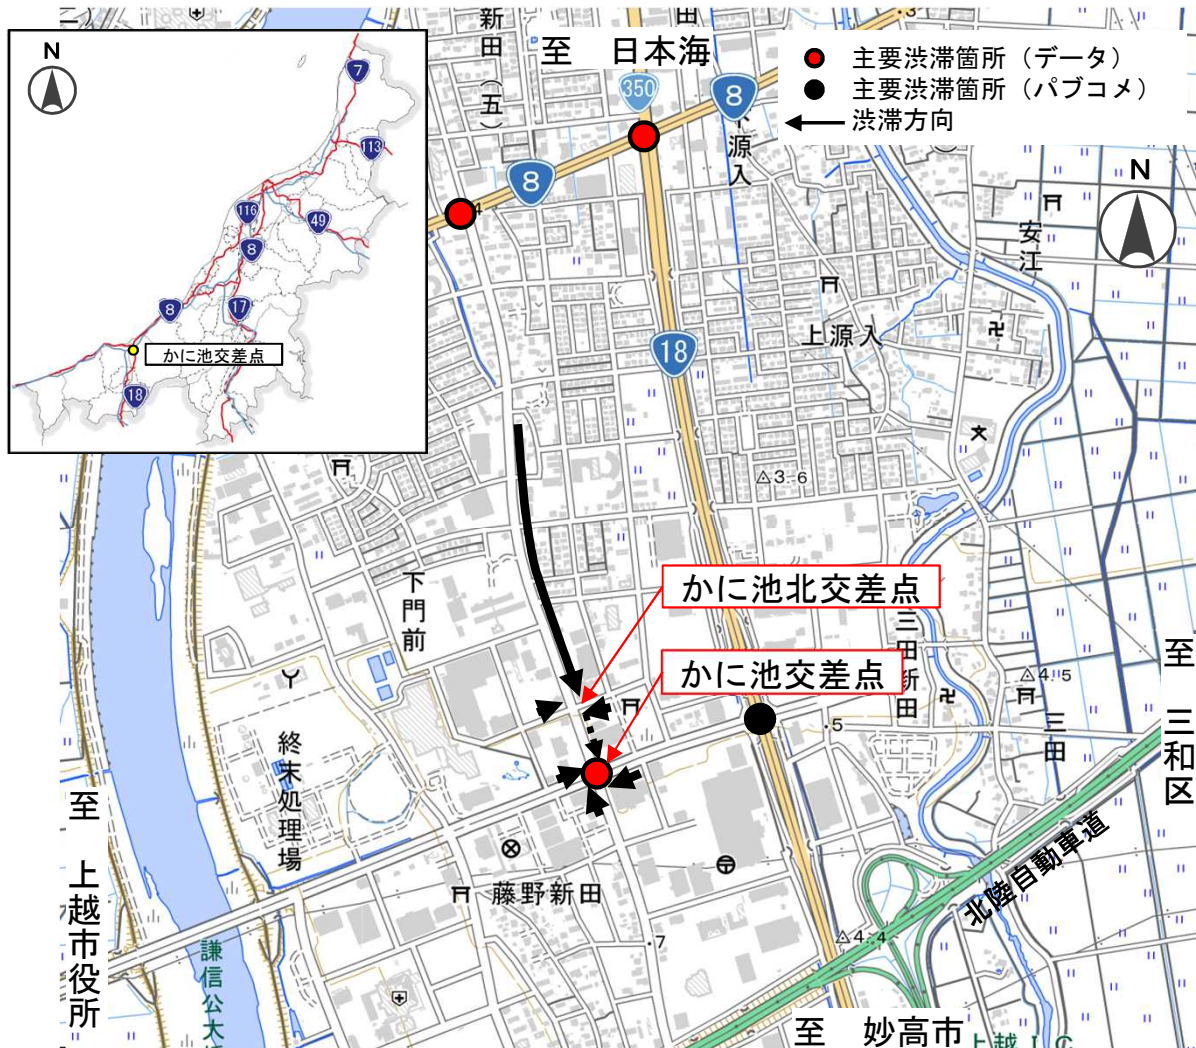 N
7
113
116
49
8
17
8
18
かに池交差点
新田(五)
至 日本海
主要渋滞箇所(データ)
主要渋滞箇所(パブコメ)
渋滞方向
350
8
8
源入
N
安江
上源入
18
3.6
下門前
かに池北交差点
かに池交差点
三田新田
4.5
三田
至 三和区
5
終末処理場
至 上越市役所
藤野新田
北陸自動車道
7
4.4
謙信公大
至 妙高市
上越IC